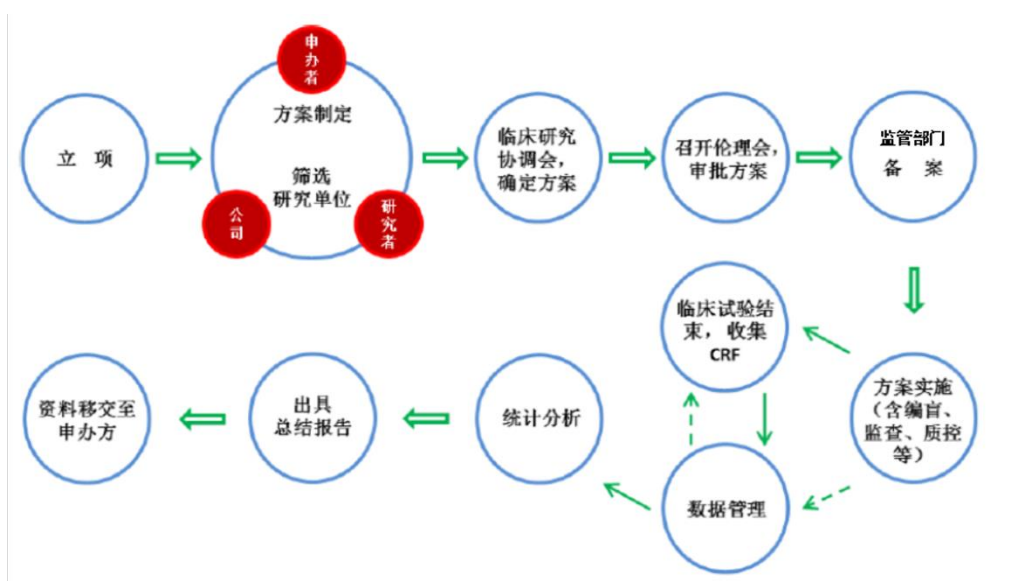 立 项
申办者
方案制定
筛选
研究单位
公司
研究者
临床研究
协调会，
确定方案
召开伦理会，
审批方案
监管部门
备 案
方案实施
（含编盲、
监查、质控
等）
临床试验结
束，收集
CRF
数据管理
统计分析
出具
总结报告
资料移交至
申办方